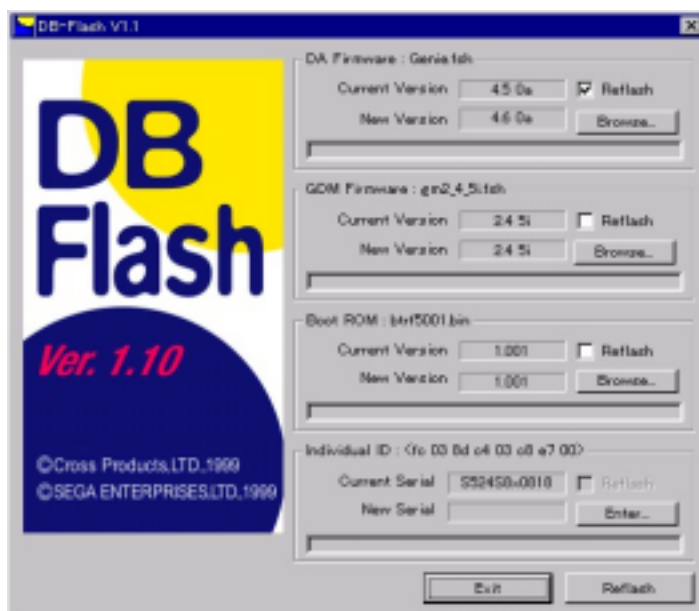 DB-Flash V1.1
DB
Flash
Ver. 1.10
©Cross Products,LTD.,1999
©SEGA ENTERPRISES,LTD.,1999
DA Firmware : Genie.fsh
Current Version 4.5 0a Reflash
New Version 4.6 0a Browse...
GDM Firmware : gm2_4_5i.fsh
Current Version 2.4 5i Reflash
New Version 2.4 5i Browse...
Boot ROM : btrf5001.bin
Current Version 1.001 Reflash
New Version 1.001 Browse...
Individual ID : <fc 03 8d c4 03 c8 e7 00>
Current Serial Reflash
New Serial Enter...
Exit Reflash